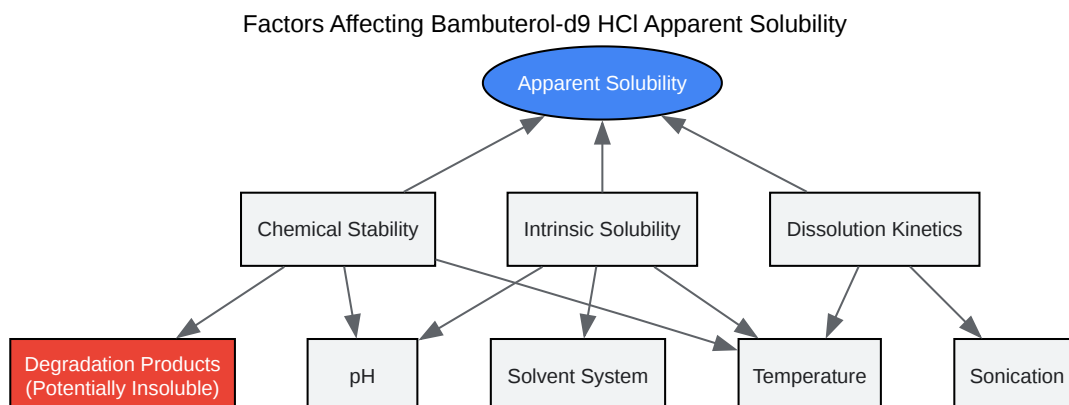 Factors Affecting Bambuterol-d9 HCl Apparent Solubility
Apparent Solubility
Chemical Stability
Intrinsic Solubility
Dissolution Kinetics
Degradation Products
(Potentially Insoluble)
pH
Solvent System
Temperature
Sonication